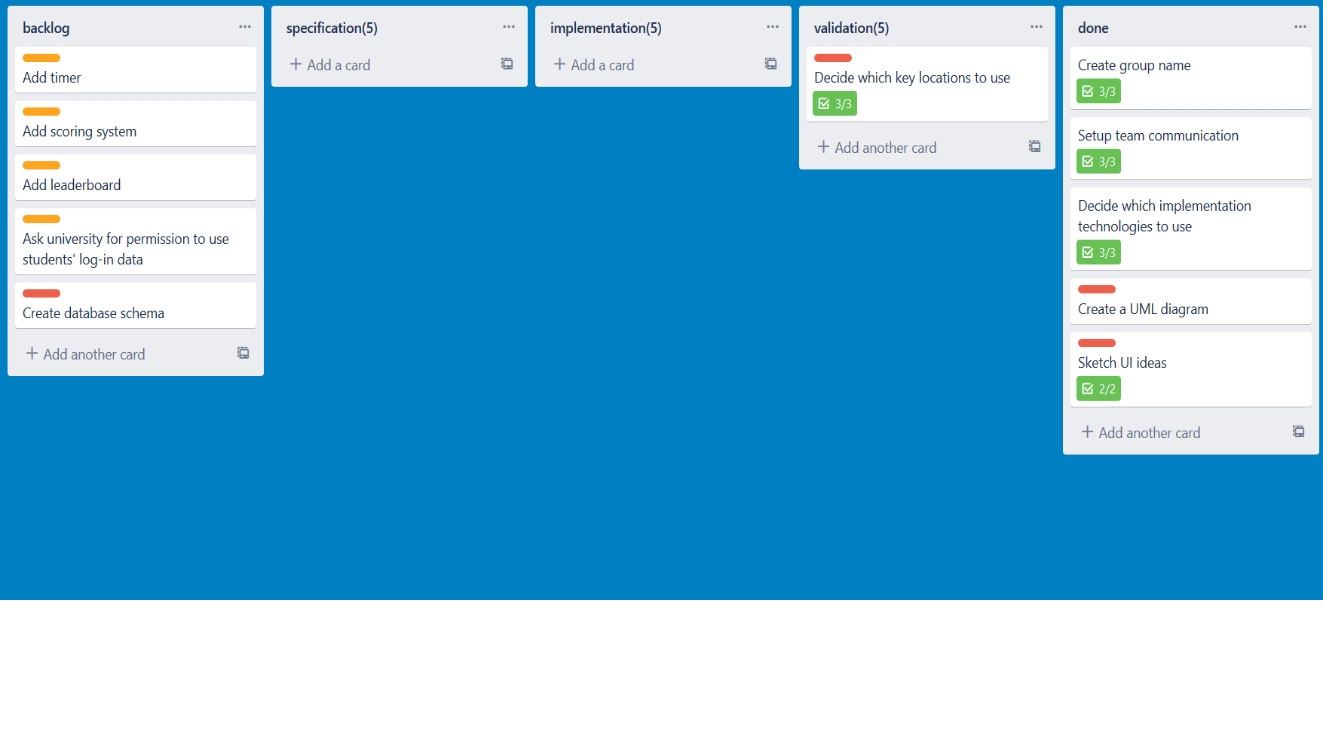 backlog
Add timer
Add scoring system
Add leaderboard
Ask university for permission to use
students' log-in data
Create database schema
+ Add another card
specification(5)
+ Add a card
implementation(5)
+ Add a card
validation(5)
Decide which key locations to use
3/3
+ Add another card
done
Create group name
3/3
Setup team communication
3/3
Decide which implementation
technologies to use
3/3
Create a UML diagram
Sketch UI ideas
2/2
+ Add another card